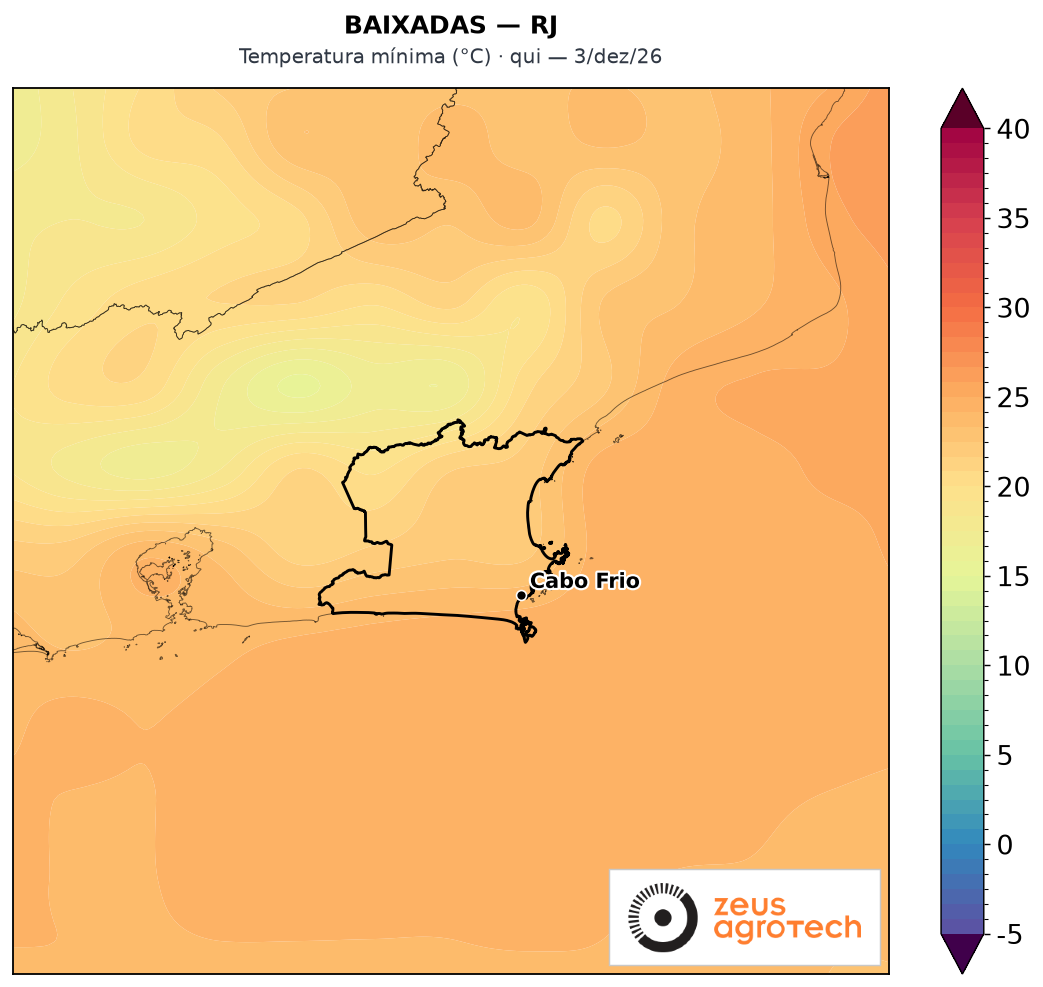 BAIXADAS — RJ
Temperatura mínima (°C) · qui — 3/dez/26
40
35
30
25
20
15
10
5
0
-5
Cabo Frio
zeus
agrotech